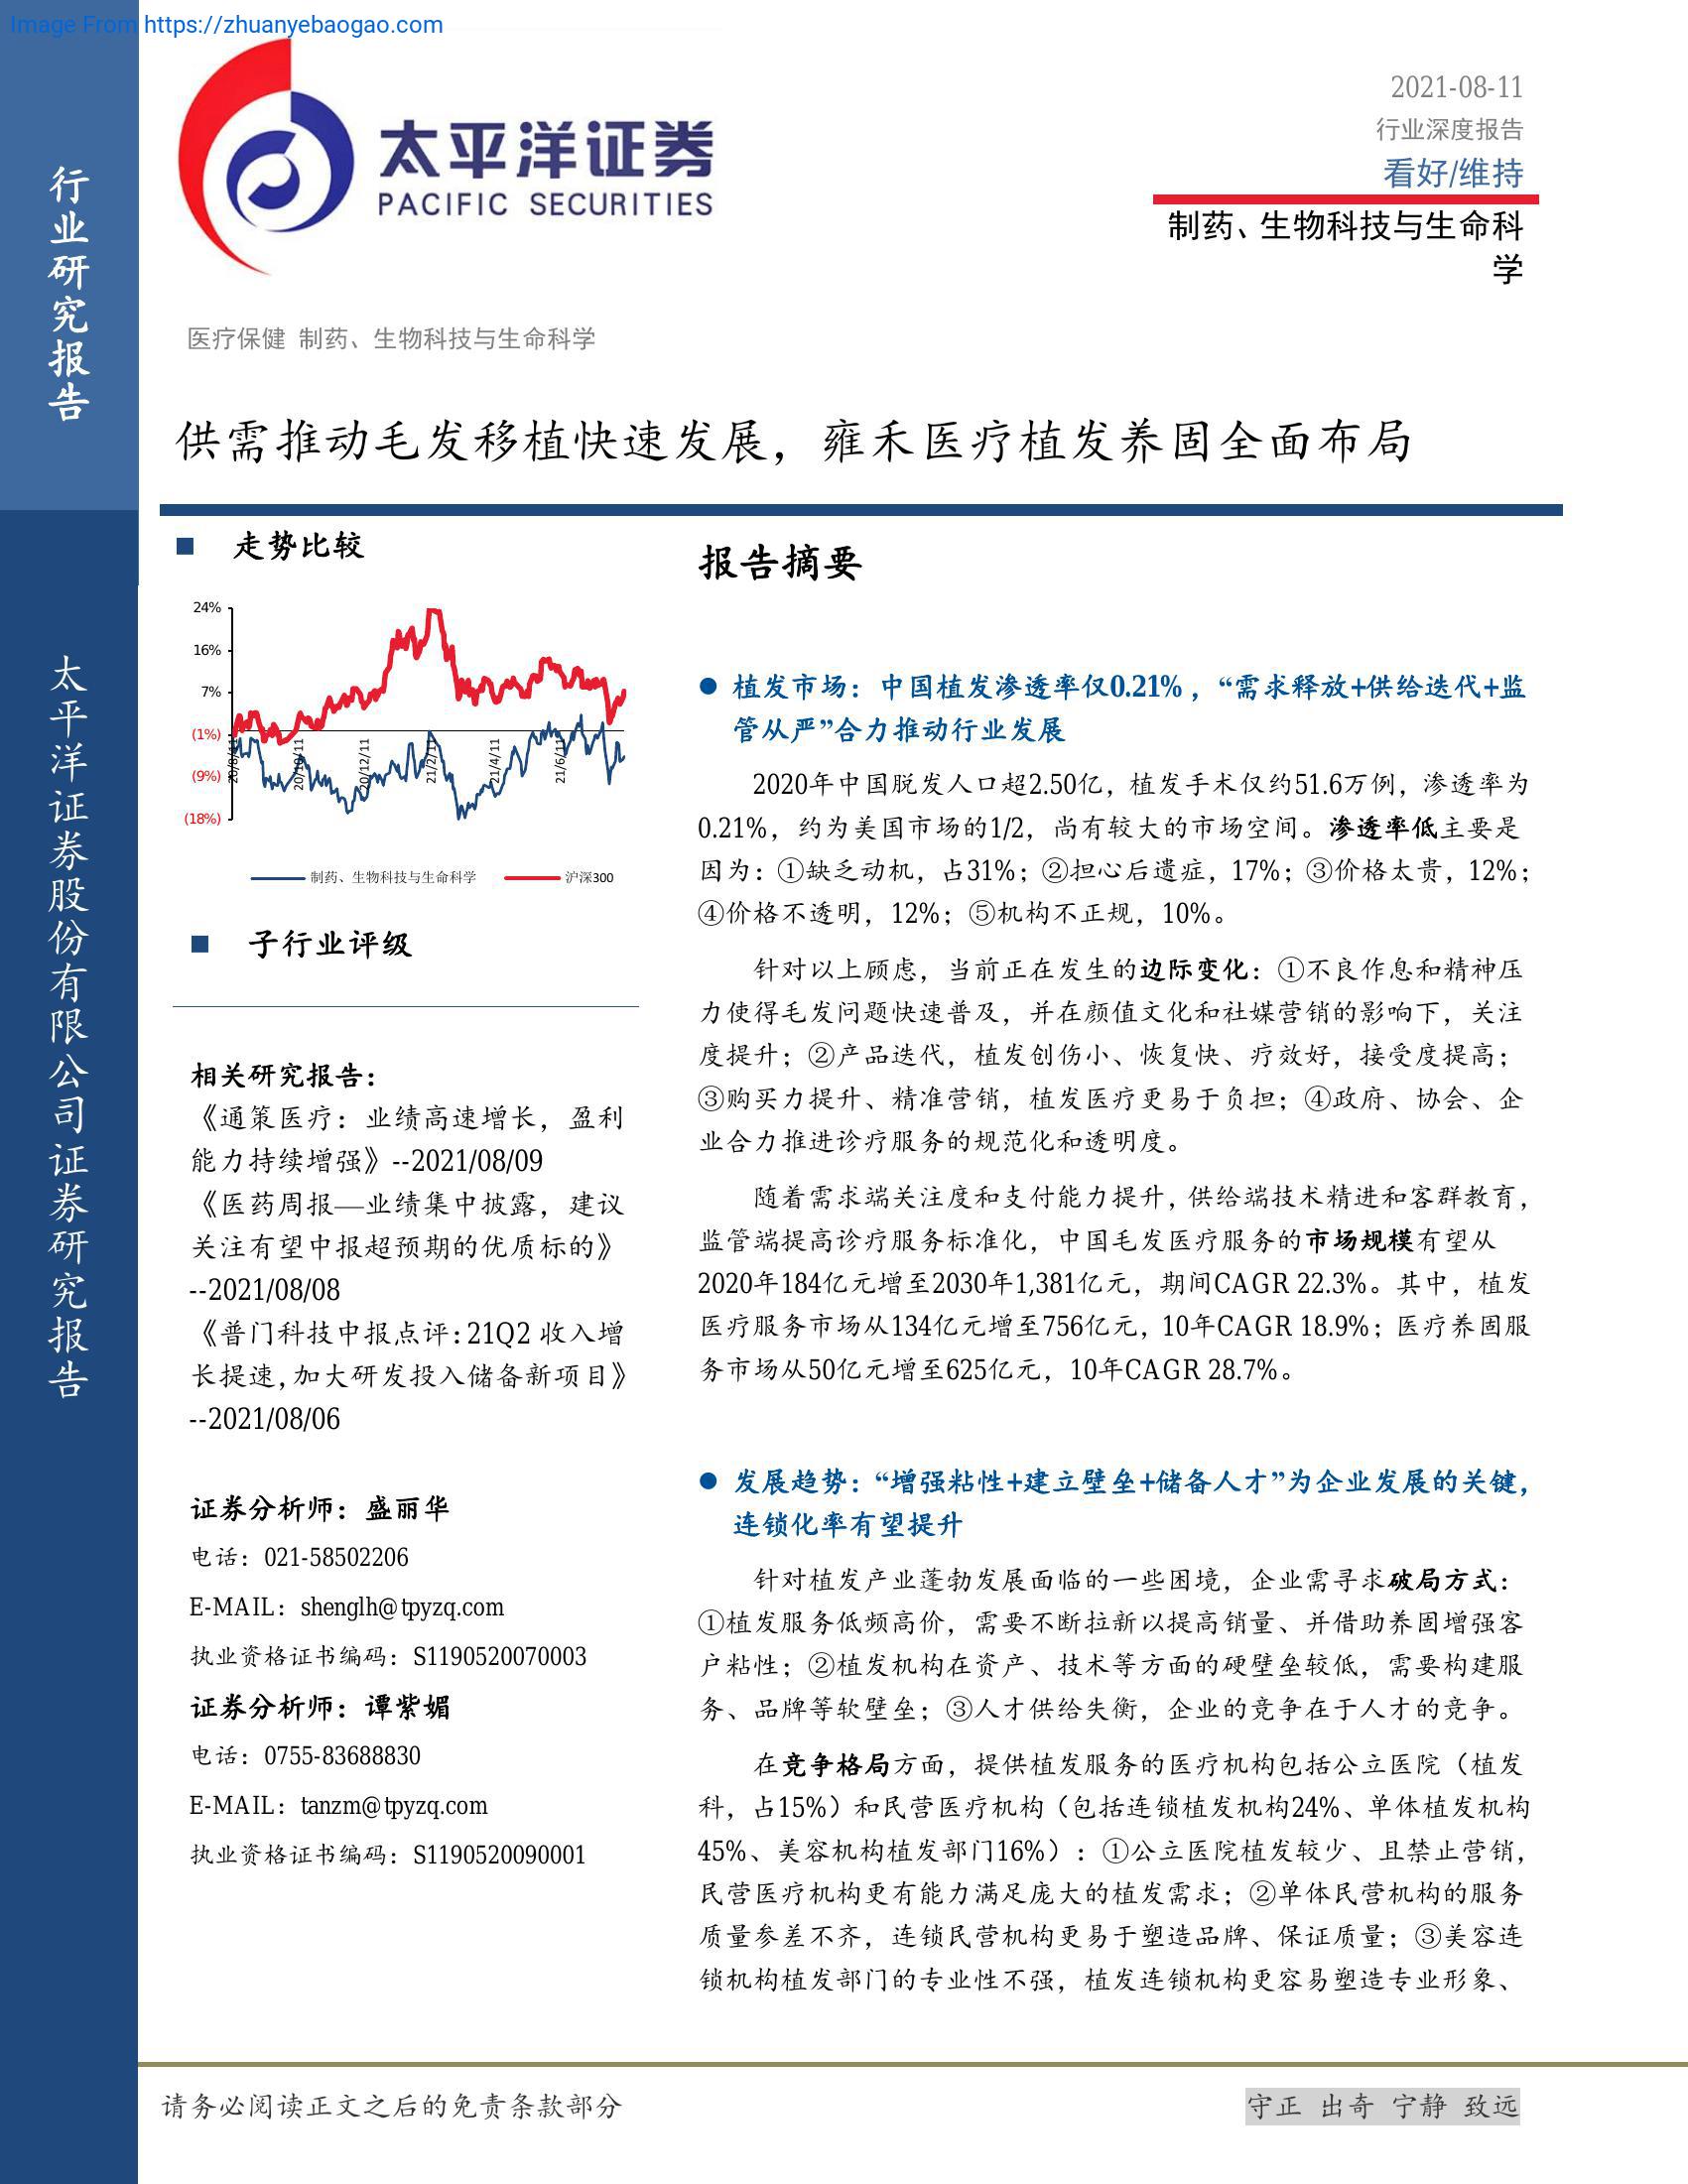 Image From https://zhuanyebaogao.com
行业研究报告
太平洋证券股份有限公司证券研究报告
太平洋证券
PACIFIC SECURITIES
2021-08-11
行业深度报告
看好/维持
制药、生物科技与生命科
学
医疗保健 制药、生物科技与生命科学
供需推动毛发移植快速发展，雍禾医疗植发养固全面布局
■ 走势比较
24%
16%
7%
(1%)
(9%)
(18%)
20/8/11
20/10/11
20/12/11
21/2/11
21/4/11
21/6/11
制药、生物科技与生命科学 沪深300
■ 子行业评级
相关研究报告：
《通策医疗：业绩高速增长，盈利
能力持续增强》--2021/08/09
《医药周报—业绩集中披露，建议
关注有望中报超预期的优质标的》
--2021/08/08
《普门科技中报点评：21Q2 收入增
长提速，加大研发投入储备新项目》
--2021/08/06
证券分析师：盛丽华
电话：021-58502206
E-MAIL：shenglh@tpyzq.com
执业资格证书编码：S1190520070003
证券分析师：谭紫媚
电话：0755-83688830
E-MAIL：tanzm@tpyzq.com
执业资格证书编码：S1190520090001
报告摘要
● 植发市场：中国植发渗透率仅0.21%，“需求释放+供给迭代+监
管从严”合力推动行业发展
2020年中国脱发人口超2.50亿，植发手术仅约51.6万例，渗透率为
0.21%，约为美国市场的1/2，尚有较大的市场空间。渗透率低主要是
因为：①缺乏动机，占31%；②担心后遗症，17%；③价格太贵，12%；
④价格不透明，12%；⑤机构不正规，10%。
针对以上顾虑，当前正在发生的边际变化：①不良作息和精神压
力使得毛发问题快速普及，并在颜值文化和社媒营销的影响下，关注
度提升；②产品迭代，植发创伤小、恢复快、疗效好，接受度提高；
③购买力提升、精准营销，植发医疗更易于负担；④政府、协会、企
业合力推进诊疗服务的规范化和透明度。
随着需求端关注度和支付能力提升，供给端技术精进和客群教育，
监管端提高诊疗服务标准化，中国毛发医疗服务的市场规模有望从
2020年184亿元增至2030年1,381亿元，期间CAGR 22.3%。其中，植发
医疗服务市场从134亿元增至756亿元，10年CAGR 18.9%；医疗养固服
务市场从50亿元增至625亿元，10年CAGR 28.7%。
● 发展趋势：“增强粘性+建立壁垒+储备人才”为企业发展的关键，
连锁化率有望提升
针对植发产业蓬勃发展面临的一些困境，企业需寻求破局方式：
①植发服务低频高价，需要不断拉新以提高销量、并借助养固增强客
户粘性；②植发机构在资产、技术等方面的硬壁垒较低，需要构建服
务、品牌等软壁垒；③人才供给失衡，企业的竞争在于人才的竞争。
在竞争格局方面，提供植发服务的医疗机构包括公立医院（植发
科，占15%）和民营医疗机构（包括连锁植发机构24%、单体植发机构
45%、美容机构植发部门16%）：①公立医院植发较少、且禁止营销，
民营医疗机构更有能力满足庞大的植发需求；②单体民营机构的服务
质量参差不齐，连锁民营机构更易于塑造品牌、保证质量；③美容连
锁机构植发部门的专业性不强，植发连锁机构更容易塑造专业形象、
请务必阅读正文之后的免责条款部分
守正 出奇 宁静 致远